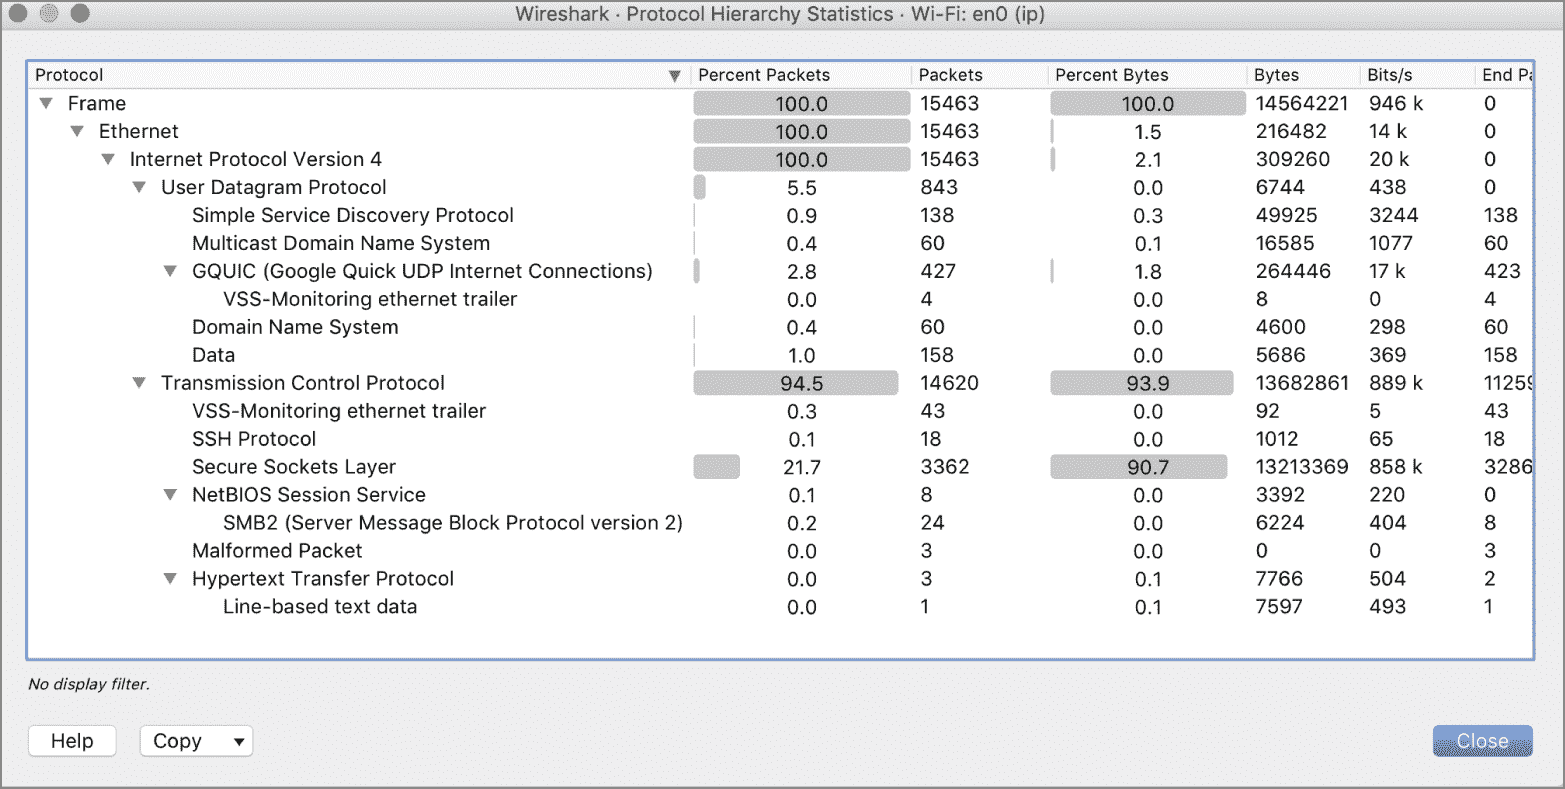 Wireshark · Protocol Hierarchy Statistics · Wi-Fi: en0 (ip)
Protocol Percent Packets Packets Percent Bytes Bytes Bits/s End Pa
Frame 100.0 15463 100.0 14564221 946 k 0
Ethernet 100.0 15463 1.5 216482 14 k 0
Internet Protocol Version 4 100.0 15463 2.1 309260 20 k 0
User Datagram Protocol 5.5 843 0.0 6744 438 0
Simple Service Discovery Protocol 0.9 138 0.3 49925 3244 138
Multicast Domain Name System 0.4 60 0.1 16585 1077 60
GQUIC (Google Quick UDP Internet Connections) 2.8 427 1.8 264446 17 k 423
VSS-Monitoring ethernet trailer 0.0 4 0.0 8 0 4
Domain Name System 0.4 60 0.0 4600 298 60
Data 1.0 158 0.0 5686 369 158
Transmission Control Protocol 94.5 14620 93.9 13682861 889 k 11259
VSS-Monitoring ethernet trailer 0.3 43 0.0 92 5 43
SSH Protocol 0.1 18 0.0 1012 65 18
Secure Sockets Layer 21.7 3362 90.7 13213369 858 k 3286
NetBIOS Session Service 0.1 8 0.0 3392 220 0
SMB2 (Server Message Block Protocol version 2) 0.2 24 0.0 6224 404 8
Malformed Packet 0.0 3 0.0 0 0 3
Hypertext Transfer Protocol 0.0 3 0.1 7766 504 2
Line-based text data 0.0 1 0.1 7597 493 1
No display filter.
Help Copy Close